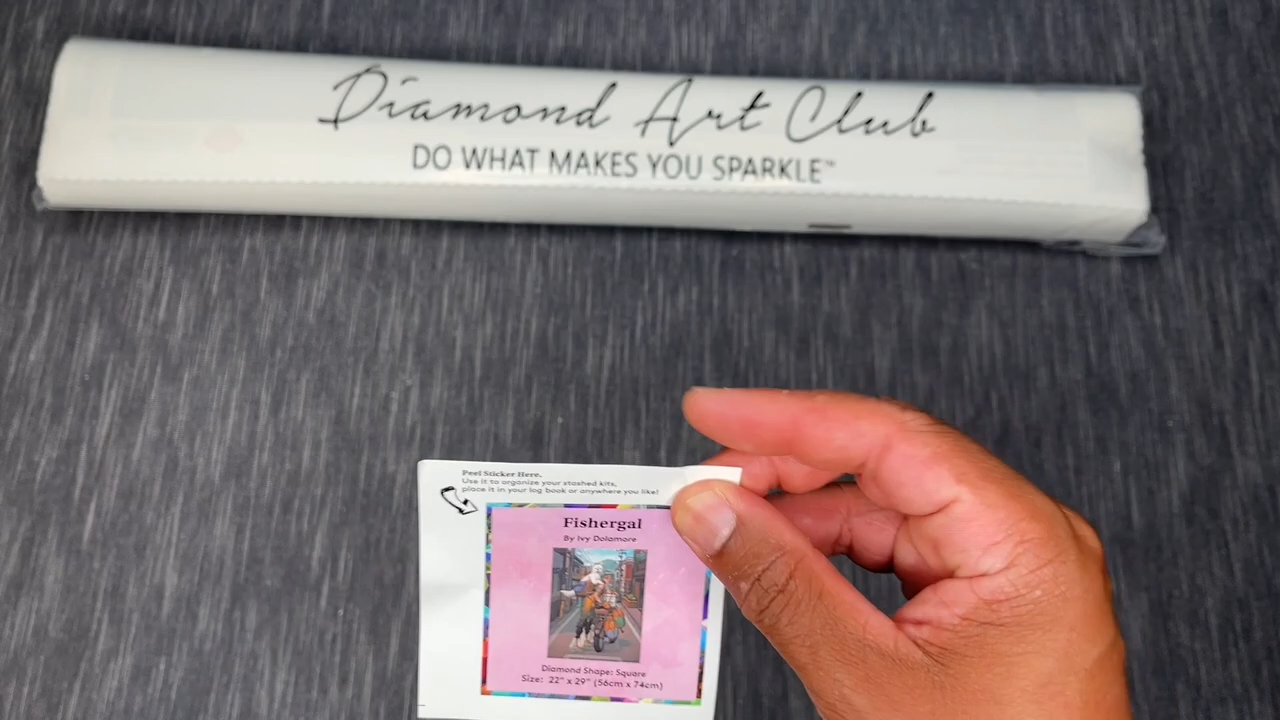 Diamond Art Club
DO WHAT MAKES YOU SPARKLE™
Peel Sticker Here.
Use it to organize your stashed kits,
place it in your log book or anywhere you like!
Fishergal
By Ivy Dolamore
Diamond Shape: Square
Size: 22" x 29" (56cm x 74cm)